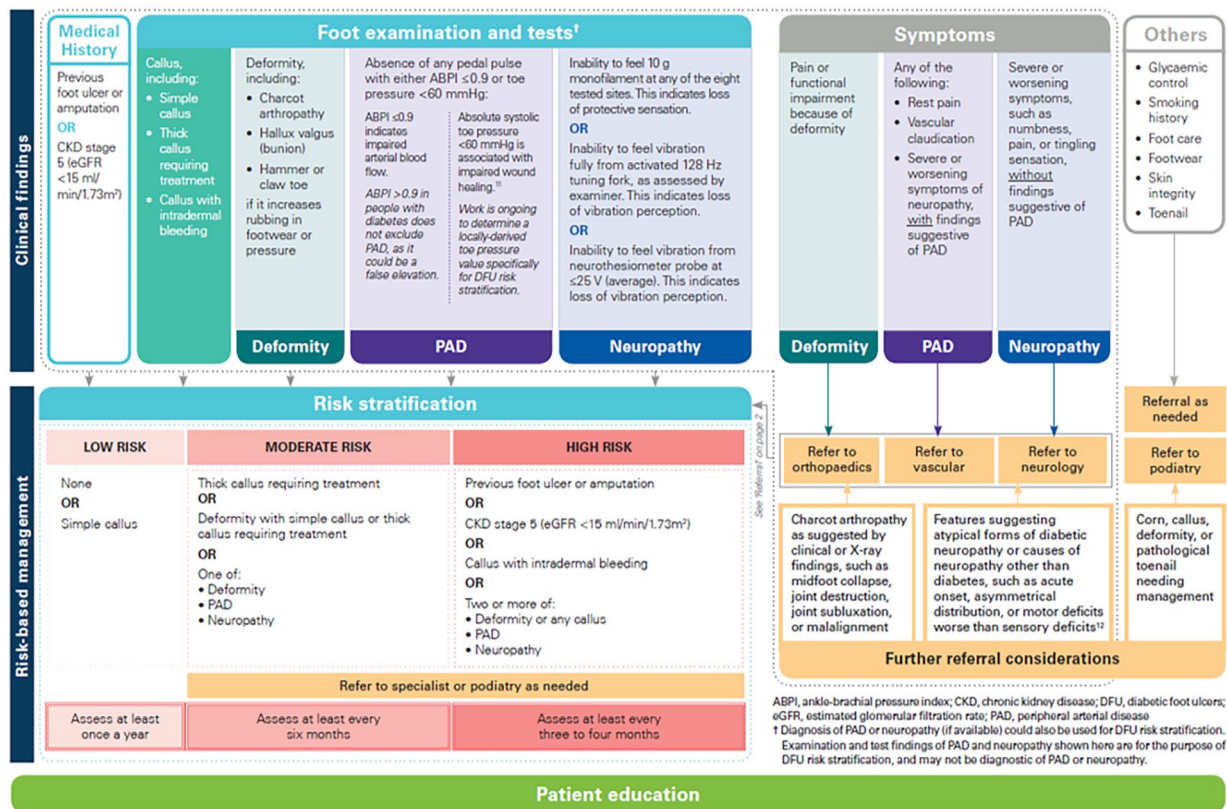 Clinical findings
Medical
History
Previous
foot ulcer or
amputation
OR
CKD stage
5 (eGFR
<15 ml/
min/1.73m²)
Foot examination and tests†
Callus,
including:
• Simple
callus
• Thick
callus
requiring
treatment
• Callus with
intradermal
bleeding
Deformity,
including:
• Charcot
arthropathy
• Hallux valgus
(bunion)
• Hammer or
claw toe
if it increases
rubbing in
footwear or
pressure
Deformity
Absence of any pedal pulse
with either ABPI ≤0.9 or toe
pressure <60 mmHg:
ABPI ≤0.9
indicates
impaired
arterial blood
flow.
ABPI >0.9 in
people with
diabetes does
not exclude
PAD, as it
could be a
false elevation.
Absolute systolic
toe pressure
<60 mmHg is
associated with
impaired wound
healing.¹¹
Work is ongoing
to determine a
locally-derived
toe pressure
value specifically
for DFU risk
stratification.
PAD
Inability to feel 10 g
monofilament at any of the eight
tested sites. This indicates loss
of protective sensation.
OR
Inability to feel vibration
fully from activated 128 Hz
tuning fork, as assessed by
examiner. This indicates loss
of vibration perception.
OR
Inability to feel vibration from
neurothesiometer probe at
≤25 V (average). This indicates
loss of vibration perception.
Neuropathy
Symptoms
Pain or
functional
impairment
because of
deformity
Deformity
Any of the
following:
• Rest pain
• Vascular
claudication
• Severe or
worsening
symptoms of
neuropathy,
with findings
suggestive
of PAD
PAD
Severe or
worsening
symptoms, such
as numbness,
pain, or tingling
sensation,
without
findings
suggestive of
PAD
Neuropathy
Others
• Glycaemic
control
• Smoking
history
• Foot care
• Footwear
• Skin
integrity
• Toenail
Risk-based management
Risk stratification
LOW RISK
None
OR
Simple callus
Assess at least
once a year
MODERATE RISK
Thick callus requiring treatment
OR
Deformity with simple callus or thick
callus requiring treatment
OR
One of:
• Deformity
• PAD
• Neuropathy
HIGH RISK
Previous foot ulcer or amputation
OR
CKD stage 5 (eGFR <15 ml/min/1.73m²)
OR
Callus with intradermal bleeding
OR
Two or more of:
• Deformity or any callus
• PAD
• Neuropathy
Refer to specialist or podiatry as needed
Assess at least every
six months
Assess at least every
three to four months
See 'Referral' on page 2
Refer to
orthopaedics
Refer to
vascular
Refer to
neurology
Referral as
needed
Refer to
podiatry
Charcot arthropathy
as suggested by
clinical or X-ray
findings, such as
midfoot collapse,
joint destruction,
joint subluxation,
or malalignment
Features suggesting
atypical forms of diabetic
neuropathy or causes of
neuropathy other than
diabetes, such as acute
onset, asymmetrical
distribution, or motor deficits
worse than sensory deficits¹²
Corn, callus,
deformity, or
pathological
toenail
needing
management
Further referral considerations
ABPI, ankle-brachial pressure index; CKD, chronic kidney disease; DFU, diabetic foot ulcers;
eGFR, estimated glomerular filtration rate; PAD, peripheral arterial disease
† Diagnosis of PAD or neuropathy (if available) could also be used for DFU risk stratification.
Examination and test findings of PAD and neuropathy shown here are for the purpose of
DFU risk stratification, and may not be diagnostic of PAD or neuropathy.
Patient education